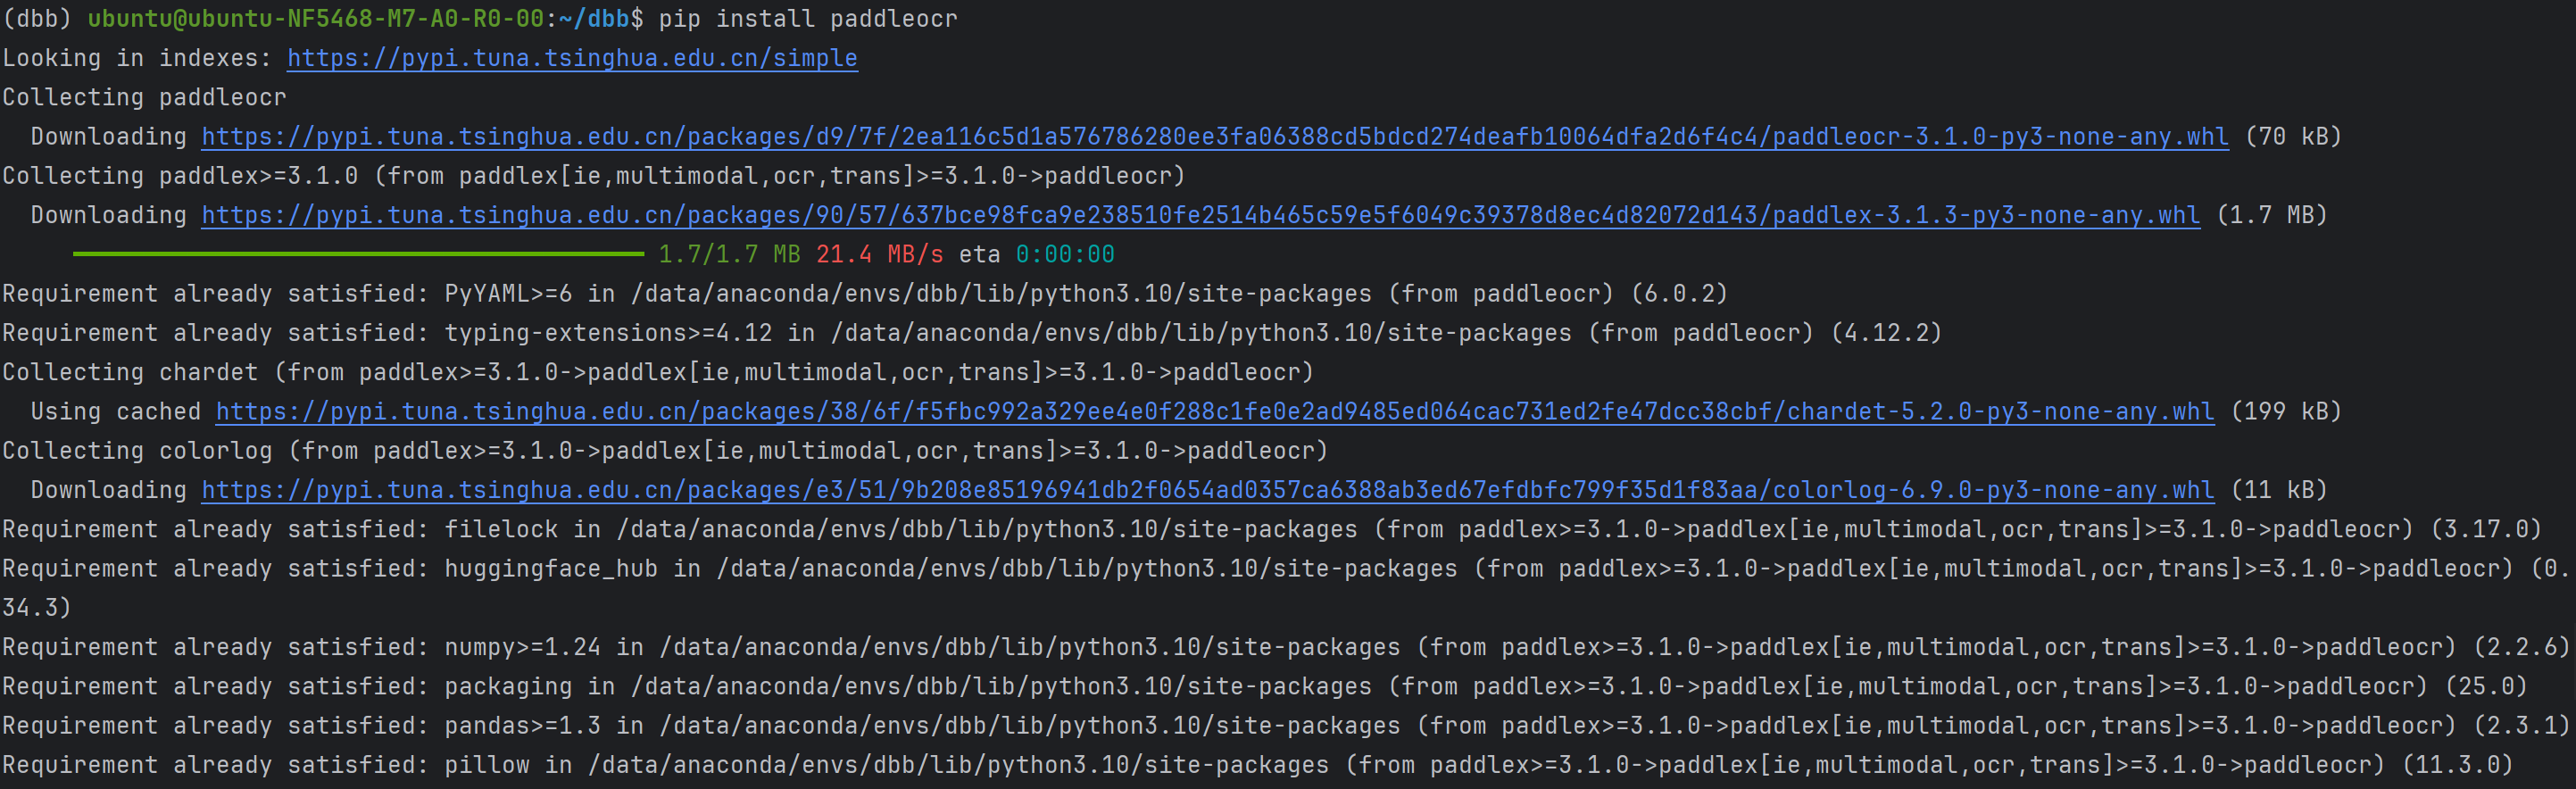 (dbb) ubuntu@ubuntu-NF5468-M7-A0-R0-00:~/dbb$ pip install paddleocr
Looking in indexes: https://pypi.tuna.tsinghua.edu.cn/simple
Collecting paddleocr
  Downloading https://pypi.tuna.tsinghua.edu.cn/packages/d9/7f/2ea116c5d1a576786280ee3fa06388cd5bdcd274deafb10064dfa2d6f4c4/paddleocr-3.1.0-py3-none-any.whl (70 kB)
Collecting paddlex>=3.1.0 (from paddlex[ie,multimodal,ocr,trans]>=3.1.0->paddleocr)
  Downloading https://pypi.tuna.tsinghua.edu.cn/packages/90/57/637bce98fca9e238510fe2514b465c59e5f6049c39378d8ec4d82072d143/paddlex-3.1.3-py3-none-any.whl (1.7 MB)
1.7/1.7 MB 21.4 MB/s eta 0:00:00
Requirement already satisfied: PyYAML>=6 in /data/anaconda/envs/dbb/lib/python3.10/site-packages (from paddleocr) (6.0.2)
Requirement already satisfied: typing-extensions>=4.12 in /data/anaconda/envs/dbb/lib/python3.10/site-packages (from paddleocr) (4.12.2)
Collecting chardet (from paddlex>=3.1.0->paddlex[ie,multimodal,ocr,trans]>=3.1.0->paddleocr)
  Using cached https://pypi.tuna.tsinghua.edu.cn/packages/38/6f/f5fbc992a329ee4e0f288c1fe0e2ad9485ed064cac731ed2fe47dcc38cbf/chardet-5.2.0-py3-none-any.whl (199 kB)
Collecting colorlog (from paddlex>=3.1.0->paddlex[ie,multimodal,ocr,trans]>=3.1.0->paddleocr)
  Downloading https://pypi.tuna.tsinghua.edu.cn/packages/e3/51/9b208e85196941db2f0654ad0357ca6388ab3ed67efdbfc799f35d1f83aa/colorlog-6.9.0-py3-none-any.whl (11 kB)
Requirement already satisfied: filelock in /data/anaconda/envs/dbb/lib/python3.10/site-packages (from paddlex>=3.1.0->paddlex[ie,multimodal,ocr,trans]>=3.1.0->paddleocr) (3.17.0)
Requirement already satisfied: huggingface_hub in /data/anaconda/envs/dbb/lib/python3.10/site-packages (from paddlex>=3.1.0->paddlex[ie,multimodal,ocr,trans]>=3.1.0->paddleocr) (0.
34.3)
Requirement already satisfied: numpy>=1.24 in /data/anaconda/envs/dbb/lib/python3.10/site-packages (from paddlex>=3.1.0->paddlex[ie,multimodal,ocr,trans]>=3.1.0->paddleocr) (2.2.6)
Requirement already satisfied: packaging in /data/anaconda/envs/dbb/lib/python3.10/site-packages (from paddlex>=3.1.0->paddlex[ie,multimodal,ocr,trans]>=3.1.0->paddleocr) (25.0)
Requirement already satisfied: pandas>=1.3 in /data/anaconda/envs/dbb/lib/python3.10/site-packages (from paddlex>=3.1.0->paddlex[ie,multimodal,ocr,trans]>=3.1.0->paddleocr) (2.3.1)
Requirement already satisfied: pillow in /data/anaconda/envs/dbb/lib/python3.10/site-packages (from paddlex>=3.1.0->paddlex[ie,multimodal,ocr,trans]>=3.1.0->paddleocr) (11.3.0)